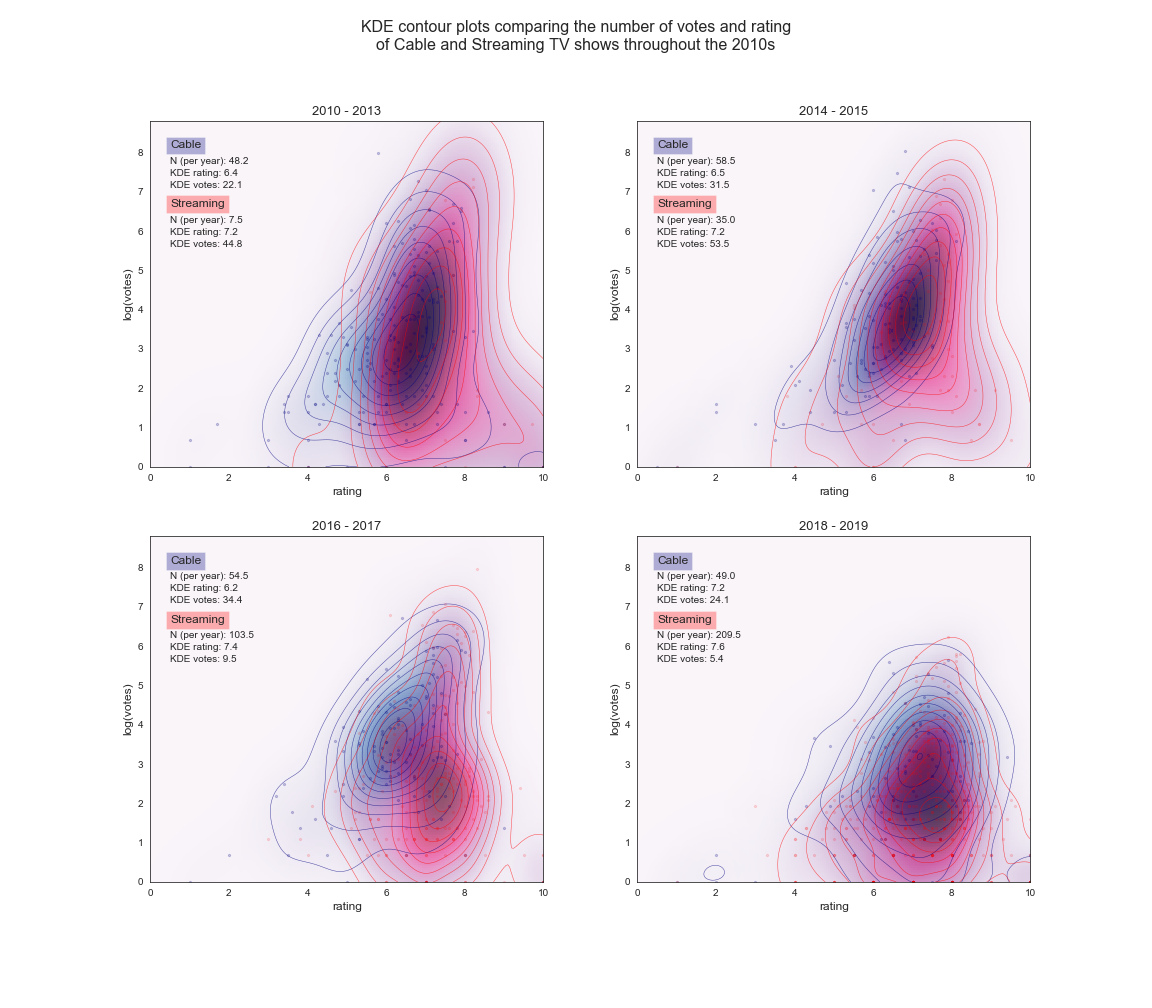 KDE contour plots comparing the number of votes and rating
of Cable and Streaming TV shows throughout the 2010s
2010 - 2013
Cable
N (per year): 48.2
KDE rating: 6.4
KDE votes: 22.1
Streaming
N (per year): 7.5
KDE rating: 7.2
KDE votes: 44.8
log(votes)
8
7
6
5
4
3
2
1
0
0 2 4 6 8 10
rating
2014 - 2015
Cable
N (per year): 58.5
KDE rating: 6.5
KDE votes: 31.5
Streaming
N (per year): 35.0
KDE rating: 7.2
KDE votes: 53.5
log(votes)
8
7
6
5
4
3
2
1
0
0 2 4 6 8 10
rating
2016 - 2017
Cable
N (per year): 54.5
KDE rating: 6.2
KDE votes: 34.4
Streaming
N (per year): 103.5
KDE rating: 7.4
KDE votes: 9.5
log(votes)
8
7
6
5
4
3
2
1
0
0 2 4 6 8 10
rating
2018 - 2019
Cable
N (per year): 49.0
KDE rating: 7.2
KDE votes: 24.1
Streaming
N (per year): 209.5
KDE rating: 7.6
KDE votes: 5.4
log(votes)
8
7
6
5
4
3
2
1
0
0 2 4 6 8 10
rating